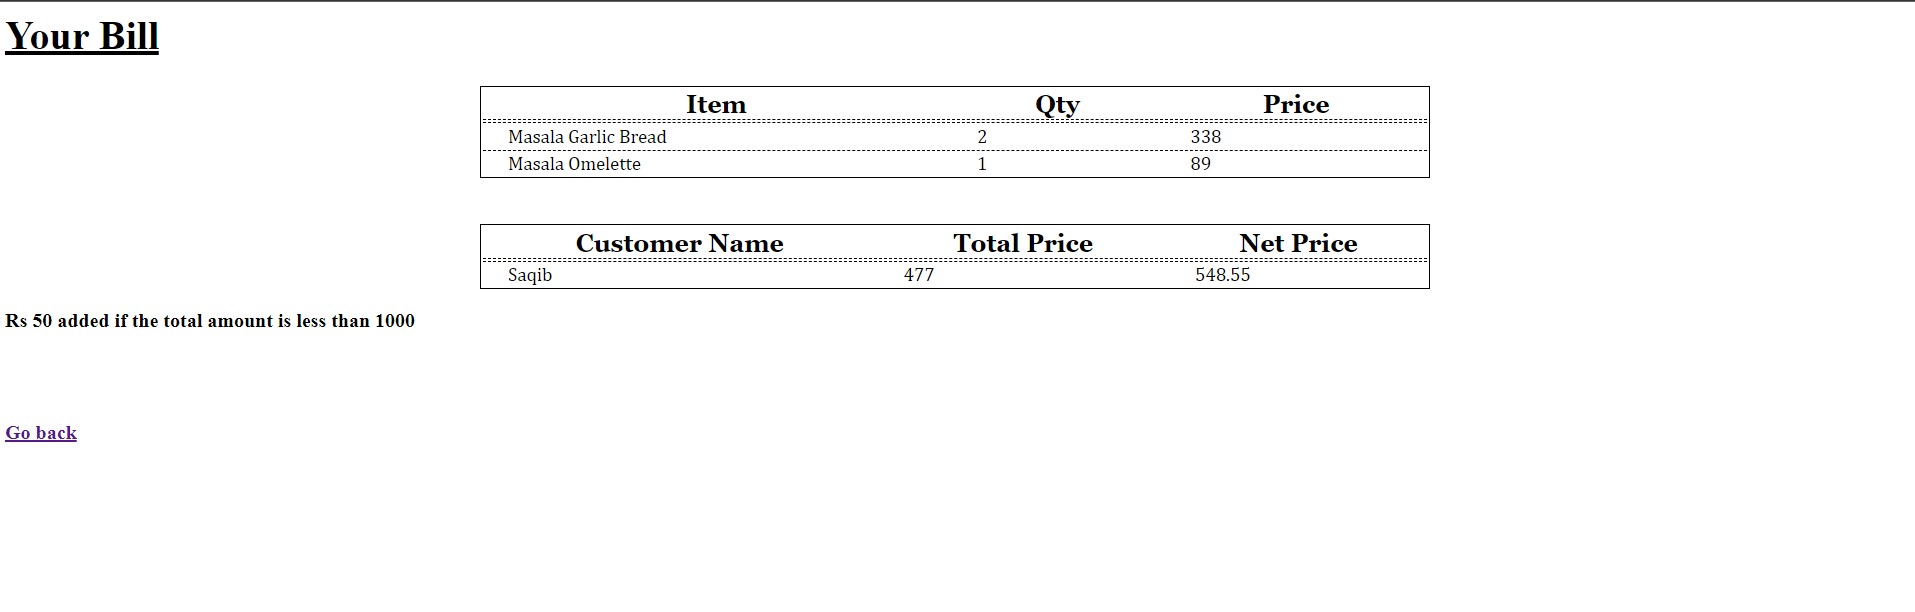 Your Bill
Item Qty Price
Masala Garlic Bread 2 338
Masala Omelette 1 89
Customer Name Total Price Net Price
Saqib 477 548.55
Rs 50 added if the total amount is less than 1000
Go back